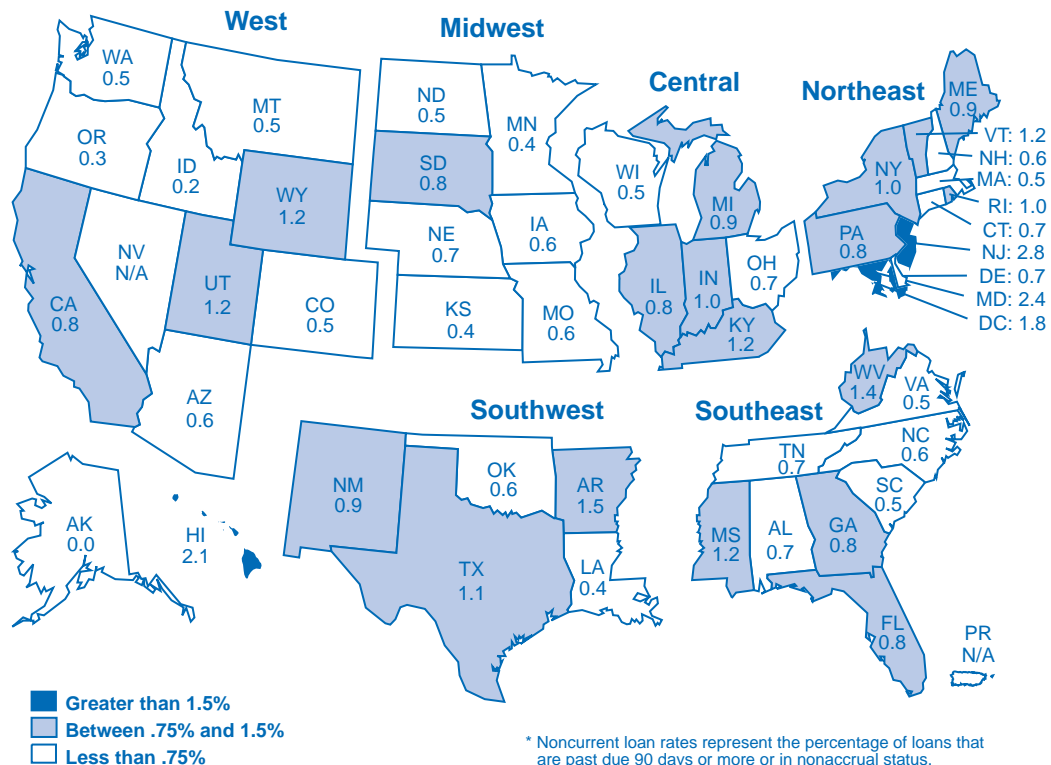 West
Midwest
Central
Northeast
WA
0.5
MT
0.5
OR
0.3
ID
0.2
WY
1.2
NV
N/A
UT
1.2
CA
0.8
CO
0.5
AZ
0.6
AK
0.0
HI
2.1
ND
0.5
MN
0.4
SD
0.8
NE
0.7
IA
0.6
KS
0.4
MO
0.6
WI
0.5
MI
0.9
IL
0.8
IN
1.0
OH
0.7
KY
1.2
ME
0.9
NY
1.0
PA
0.8
VT: 1.2
NH: 0.6
MA: 0.5
RI: 1.0
CT: 0.7
NJ: 2.8
DE: 0.7
MD: 2.4
DC: 1.8
Southwest
Southeast
NM
0.9
OK
0.6
AR
1.5
TX
1.1
LA
0.4
WV
1.4
VA
0.5
TN
0.7
NC
0.6
SC
0.5
MS
1.2
AL
0.7
GA
0.8
FL
0.8
PR
N/A
Greater than 1.5%
Between .75% and 1.5%
Less than .75%
* Noncurrent loan rates represent the percentage of loans that
are past due 90 days or more or in nonaccrual status.